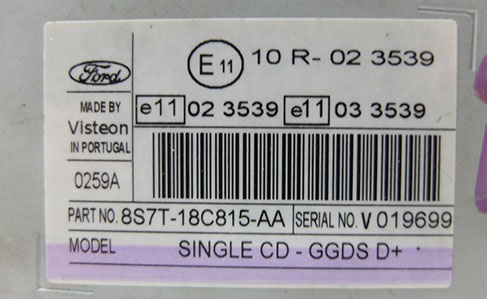 Ford
E 11 10 R- 02 3539
MADE BY
Visteon
IN PORTUGAL
e11 02 3539 e11 03 3539
0259A
PART NO. 8S7T-18C815-AA SERIAL NO. V 019699
MODEL SINGLE CD - GGDS D+